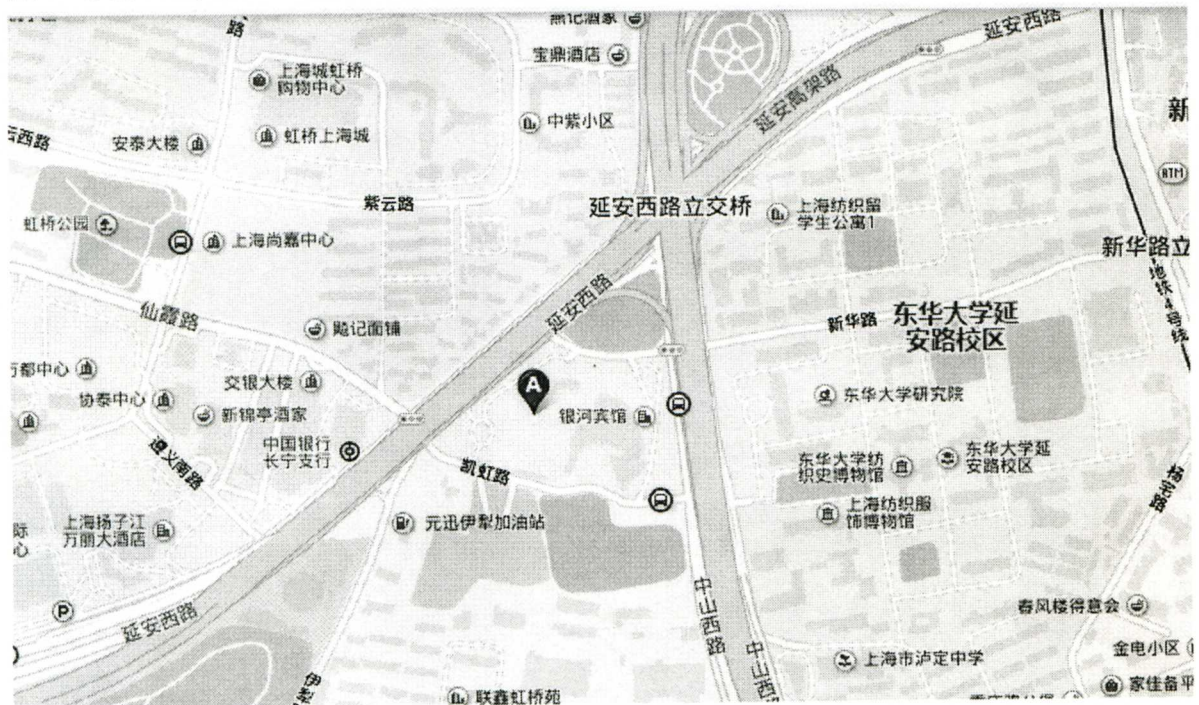 路
燕记酒家
宝鼎酒店
延安西路
上海城虹桥
购物中心
延安高架路
中紫小区
新
云西路
安泰大楼
虹桥上海城
ATM
紫云路
延安西路立交桥
上海纺织留
学生公寓1
虹桥公园
上海尚嘉中心
新华路立
地铁4号线
仙霞路
延安西路
飚记面铺
新华路
东华大学延
安路校区
万都中心
交银大楼
A
协泰中心
新锦亭酒家
银河宾馆
东华大学研究院
中国银行
长宁支行
遵义南路
凯虹路
东华大学纺
织史博物馆
东华大学延
安路校区
上海扬子江
万丽大酒店
际
心
元迅伊犁加油站
上海纺织服
饰博物馆
P
延安西路
中山西路
春风楼得意会
中山西
金电小区
上海市泸定中学
伊犁
联鑫虹桥苑
家佳备平